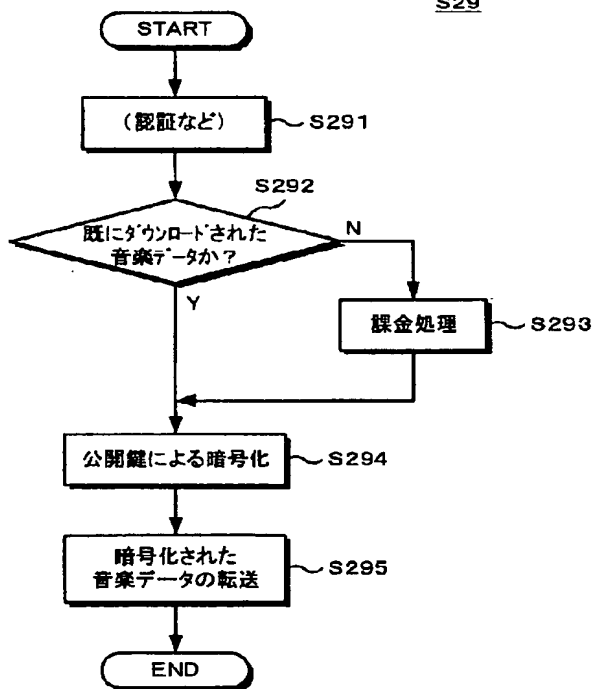 S29
START
(認証など)
S291
S292
既にダウンロードされた
音楽データか?
N
Y
課金処理
S293
公開鍵による暗号化
S294
暗号化された
音楽データの転送
S295
END